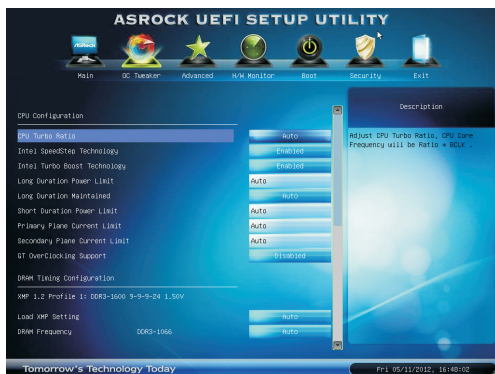 ASROCK UEFI SETUP UTILITY
ASRock
Main OC Tweaker Advanced H/W Monitor Boot Security Exit
Description
CPU Configuration
CPU Turbo Ratio Auto
Adjust CPU Turbo Ratio, CPU Core
Frequency will be Ratio * BCLK .
Intel SpeedStep Technology Enabled
Intel Turbo Boost Technology Enabled
Long Duration Power Limit Auto
Long Duration Maintained Auto
Short Duration Power Limit Auto
Primary Plane Current Limit Auto
Secondary Plane Current Limit Auto
GT OverClocking Support Disabled
DRAM Timing Configuration
XMP 1.2 Profile 1: DDR3-1600 9-9-9-24 1.50V
Load XMP Setting Auto
DRAM Frequency DDR3-1066 Auto
Tomorrow's Technology Today
Fri 05/11/2012, 16:48:02